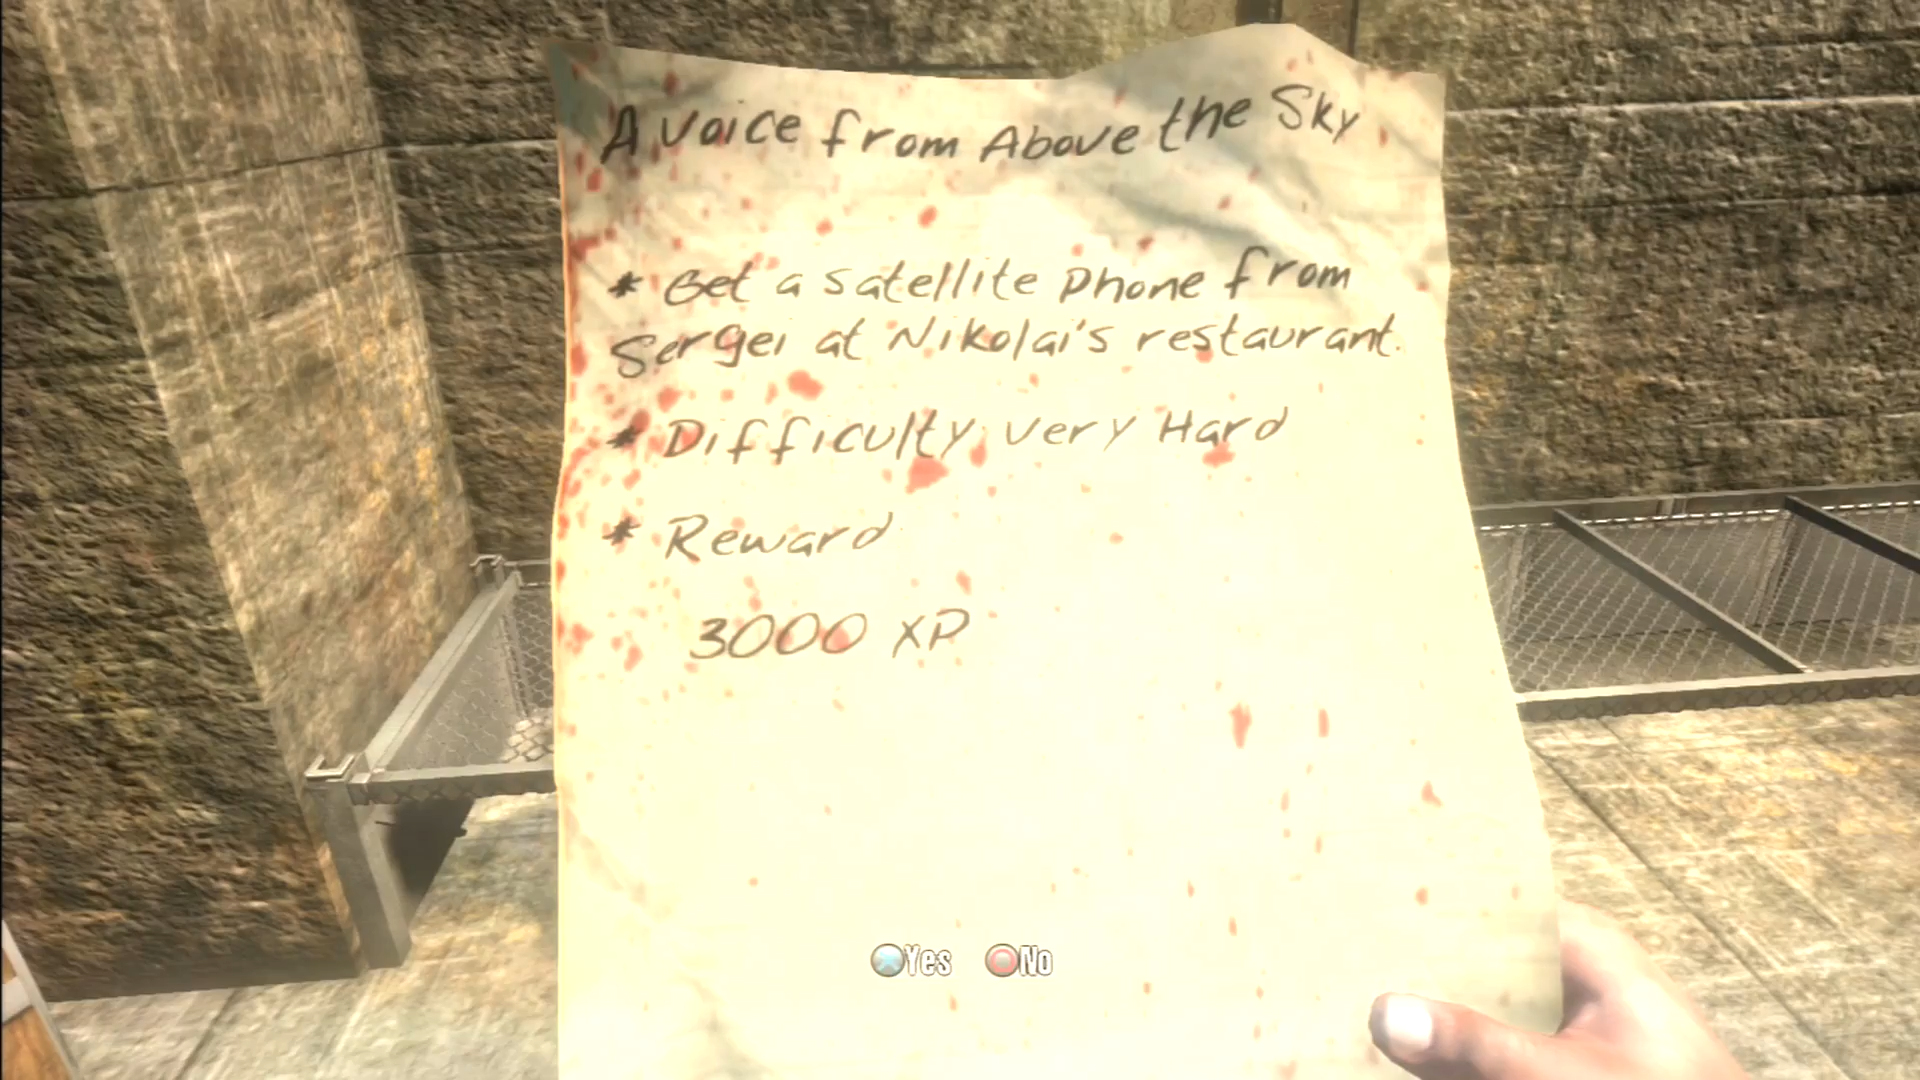 A Voice from Above the Sky
* Get a satellite phone from
Sergei at Nikolai's restaurant.
* Difficulty: Very Hard
* Reward
3000 XP
Yes No